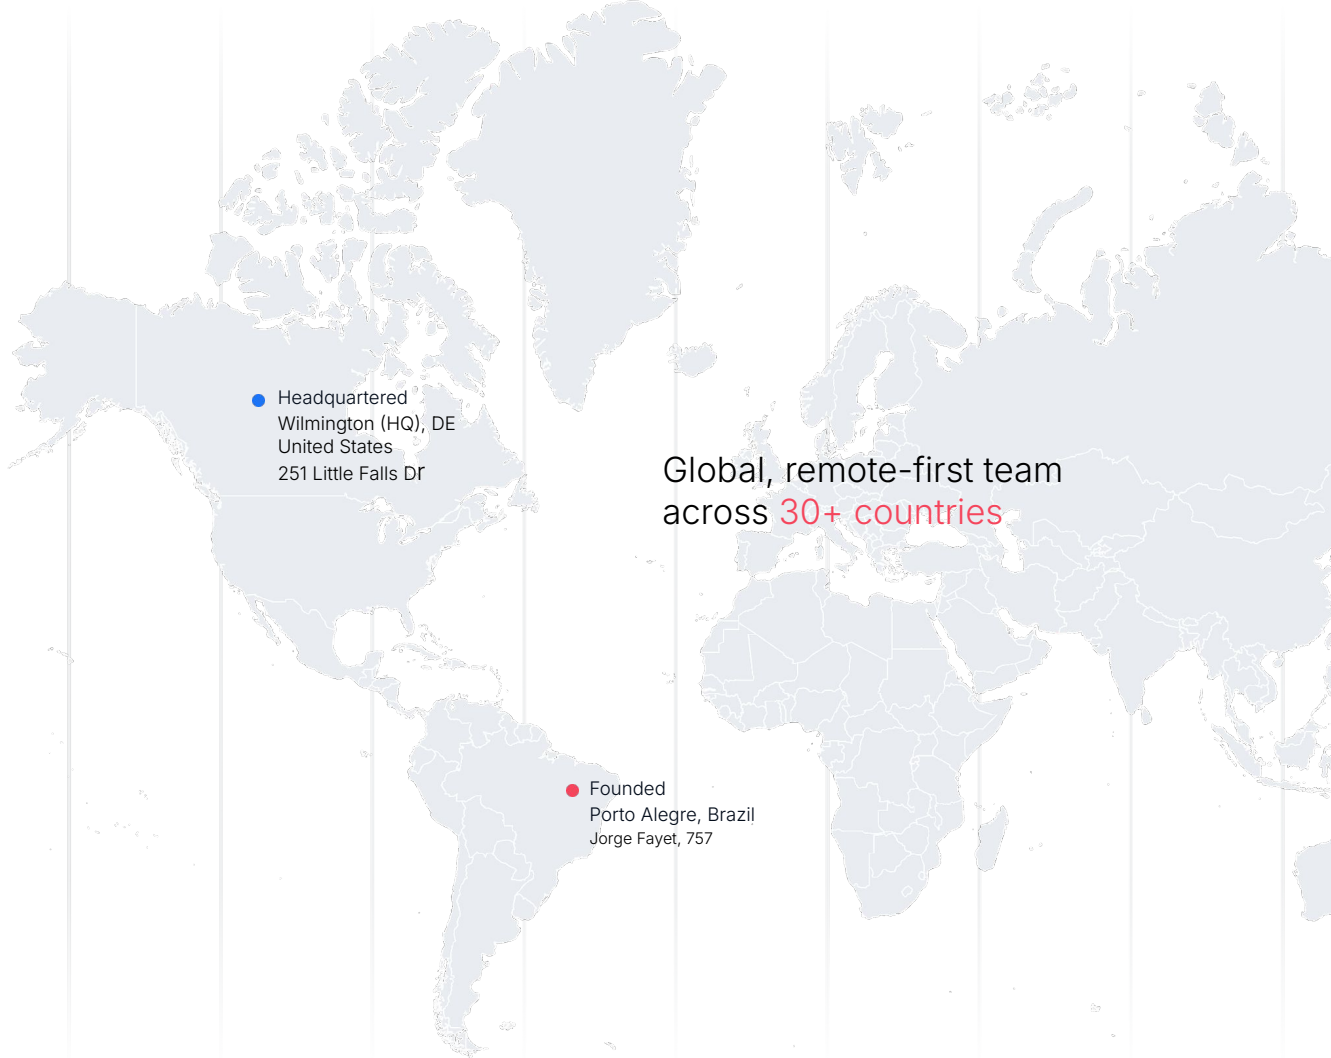 Headquartered
Wilmington (HQ), DE
United States
251 Little Falls Dr
Global, remote-first team
across 30+ countries
Founded
Porto Alegre, Brazil
Jorge Fayet, 757